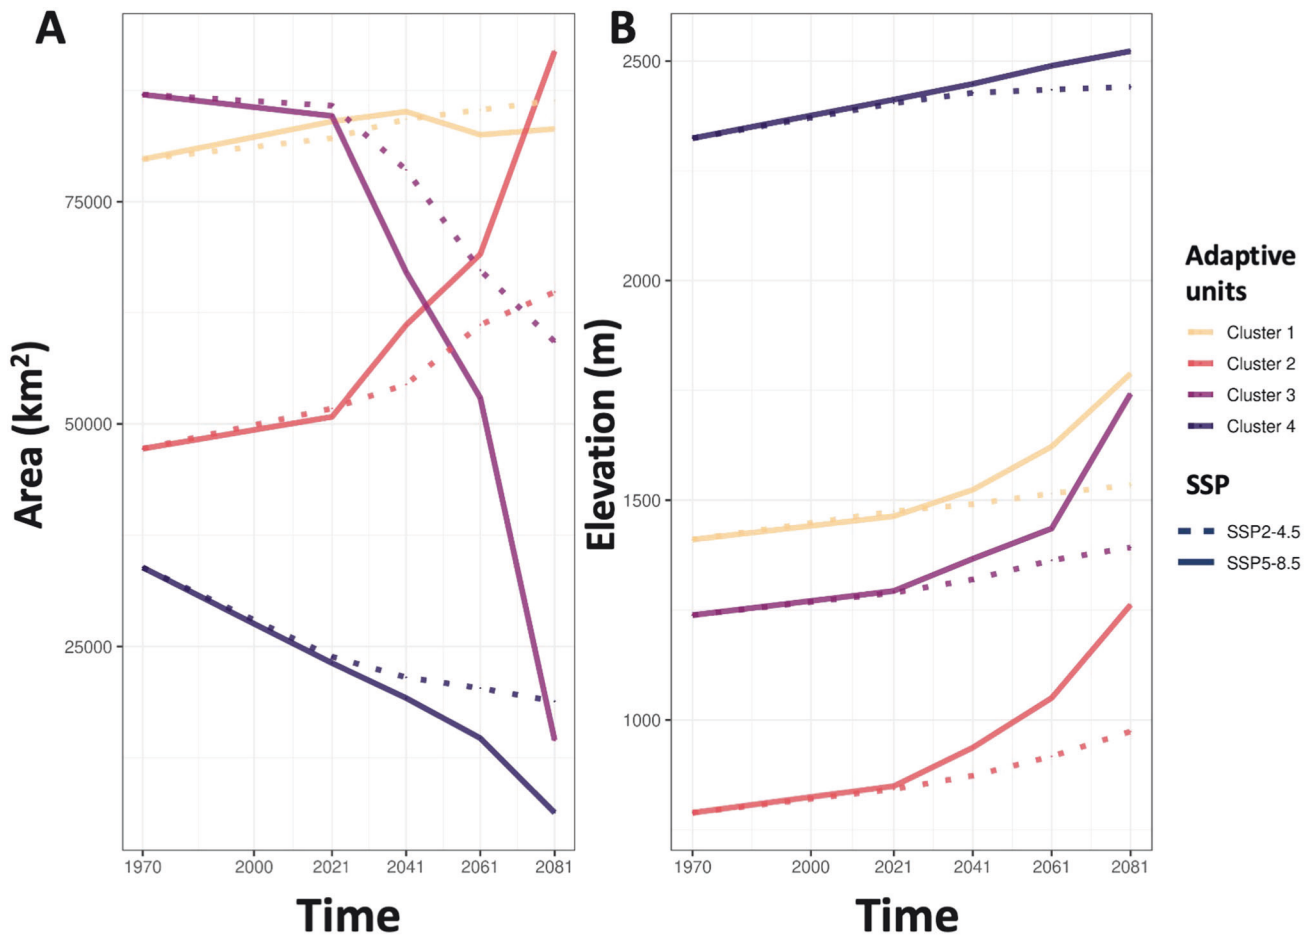 A
Area (km²)
75000
50000
25000
1970
2000
2021
2041
2061
2081
Time
B
Elevation (m)
2500
2000
1500
1000
1970
2000
2021
2041
2061
2081
Time
Adaptive
units
Cluster 1
Cluster 2
Cluster 3
Cluster 4
SSP
SSP2-4.5
SSP5-8.5